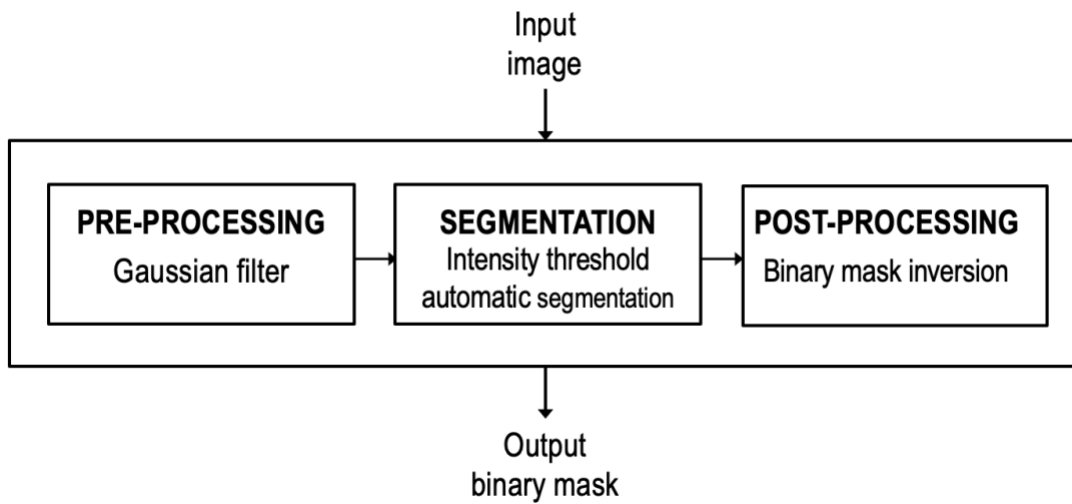 Input
image
PRE-PROCESSING
Gaussian filter
SEGMENTATION
Intensity threshold
automatic segmentation
POST-PROCESSING
Binary mask inversion
Output
binary mask